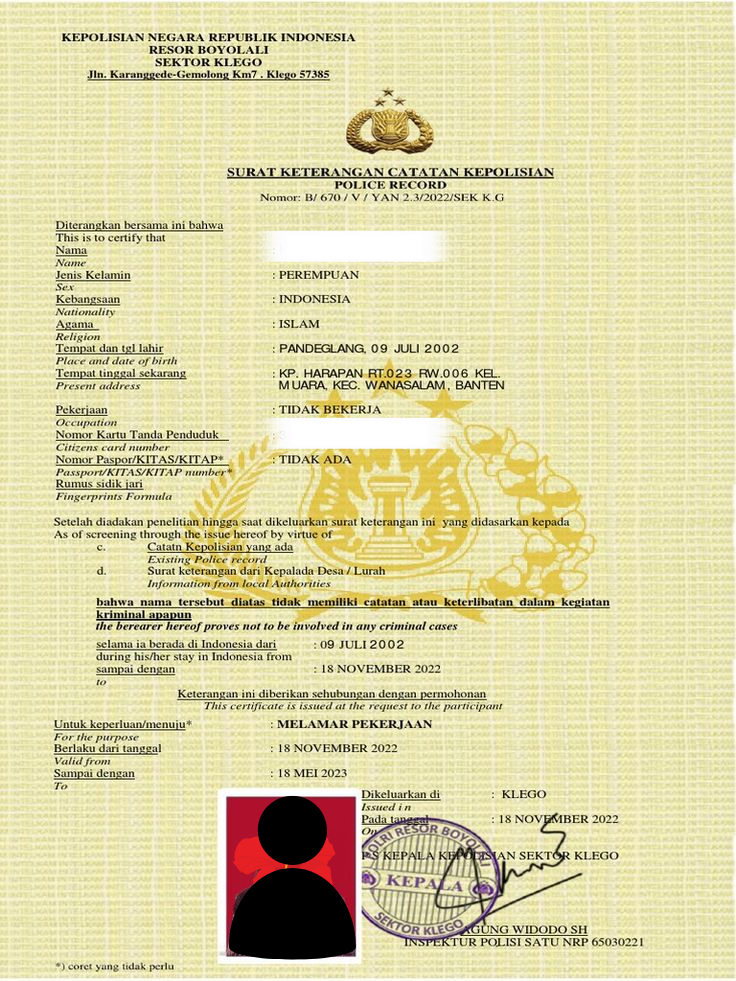 KEPOLISIAN NEGARA REPUBLIK INDONESIA
RESOR BOYOLALI
SEKTOR KLEGO
Jln. Karanggede-Gemolong Km7 . Klego 57385
SURAT KETERANGAN CATATAN KEPOLISIAN
POLICE RECORD
Nomor: B/ 670 / V / YAN 2.3/2022/SEK K.G
Diterangkan bersama ini bahwa
This is to certify that
Nama
Name
Jenis Kelamin : PEREMPUAN
Sex
Kebangsaan : INDONESIA
Nationality
Agama : ISLAM
Religion
Tempat dan tgl lahir : PANDEGLANG, 09 JULI 2002
Place and date of birth
Tempat tinggal sekarang : KP. HARAPAN RT.023 RW.006 KEL.
Present address MUARA, KEC. WANASALAM, BANTEN
Pekerjaan : TIDAK BEKERJA
Occupation
Nomor Kartu Tanda Penduduk
Citizens card number
Nomor Paspor/KITAS/KITAP* : TIDAK ADA
Passport/KITAS/KITAP number*
Rumus sidik jari
Fingerprints Formula
Setelah diadakan penelitian hingga saat dikeluarkan surat keterangan ini yang didasarkan kepada
As of screening through the issue hereof by virtue of
c. Catatn Kepolisian yang ada
Existing Police record
d. Surat keterangan dari Kepalada Desa / Lurah
Information from local Authorities
bahwa nama tersebut diatas tidak memiliki catatan atau keterlibatan dalam kegiatan
kriminal apapun
the berearer hereof proves not to be involved in any criminal cases
selama ia berada di Indonesia dari : 09 JULI 2002
during his/her stay in Indonesia from
sampai dengan : 18 NOVEMBER 2022
to
Keterangan ini diberikan sehubungan dengan permohonan
This certificate is issued at the request to the participant
Untuk keperluan/menuju* : MELAMAR PEKERJAAN
For the purpose
Berlaku dari tanggal : 18 NOVEMBER 2022
Valid from
Sampai dengan : 18 MEI 2023
To
Dikeluarkan di : KLEGO
Issued i n
Pada tanggal : 18 NOVEMBER 2022
On
PS KEPALA KEPOLISIAN SEKTOR KLEGO
POLRI RESOR BOYOLALI
KEPALA
SEKTOR KLEGO
AGUNG WIDODO SH
INSPEKTUR POLISI SATU NRP 65030221
*) coret yang tidak perlu